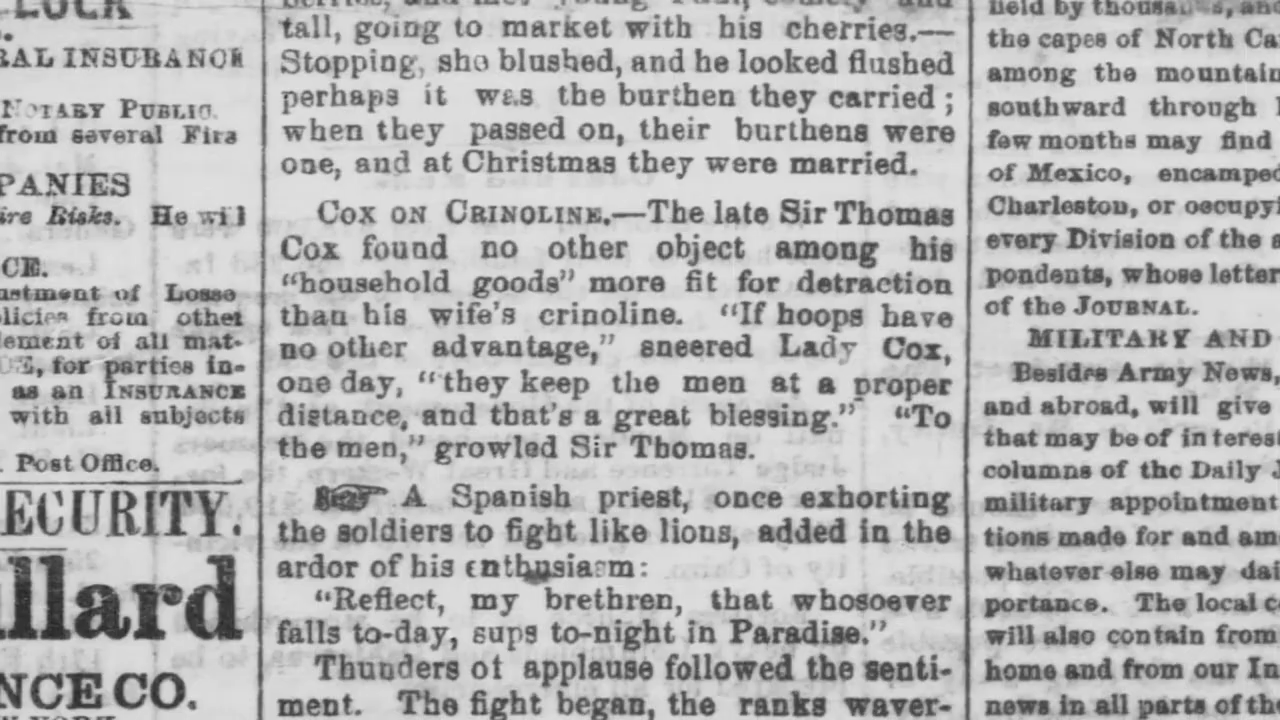 LOCK
RAL INSURANCE
NOTARY PUBLIC.
from several Fire
PANIES
ire Risks. He will
CE.
ustment of Losse
olicies from othet
lement of all mat-
for parties in-
as an INSURANCE
with all subjects
Post Office.
ECURITY.
llard
NCE CO.
tall, going to market with his cherries.—
Stopping, she blushed, and he looked flushed
perhaps it was the burthen they carried;
when they passed on, their burthens were
one, and at Christmas they were married.
COX ON CRINOLINE.—The late Sir Thomas
Cox found no other object among his
"household goods" more fit for detraction
than his wife's crinoline. "If hoops have
no other advantage," sneered Lady Cox,
one day, "they keep the men at a proper
distance, and that's a great blessing." "To
the men," growled Sir Thomas.
☞ A Spanish priest, once exhorting
the soldiers to fight like lions, added in the
ardor of his enthusiasm:
"Reflect, my brethren, that whosoever
falls to-day, sups to-night in Paradise."
Thunders of applause followed the senti-
ment. The fight began, the ranks waver-
held by thousands, and
the capes of North Ca
among the mountain
southward through
few months may find
of Mexico, encamped
Charleston, or occupyi
every Division of the a
pondents, whose letter
of the JOURNAL.
MILITARY AND
Besides Army News,
and abroad, will give
that may be of interes
columns of the Daily J
military appointment
tions made for and am
whatever else may dai
portance. The local c
will also contain from
home and from our In
news in all parts of th